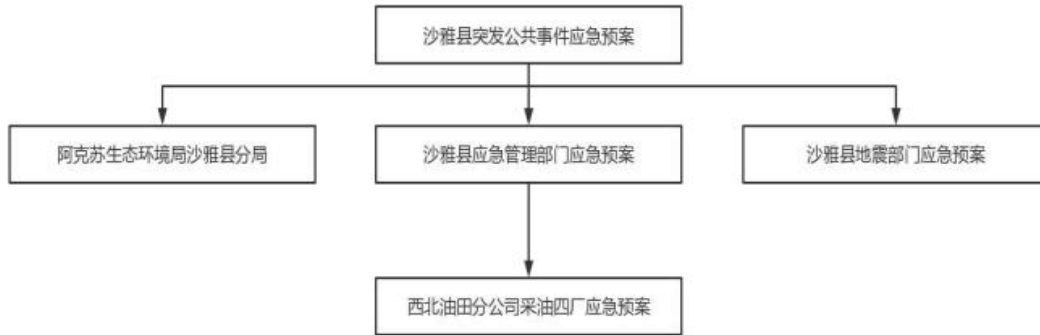 沙雅县突发公共事件应急预案
阿克苏生态环境局沙雅县分局
沙雅县应急管理部门应急预案
沙雅县地震部门应急预案
西北油田分公司采油四厂应急预案